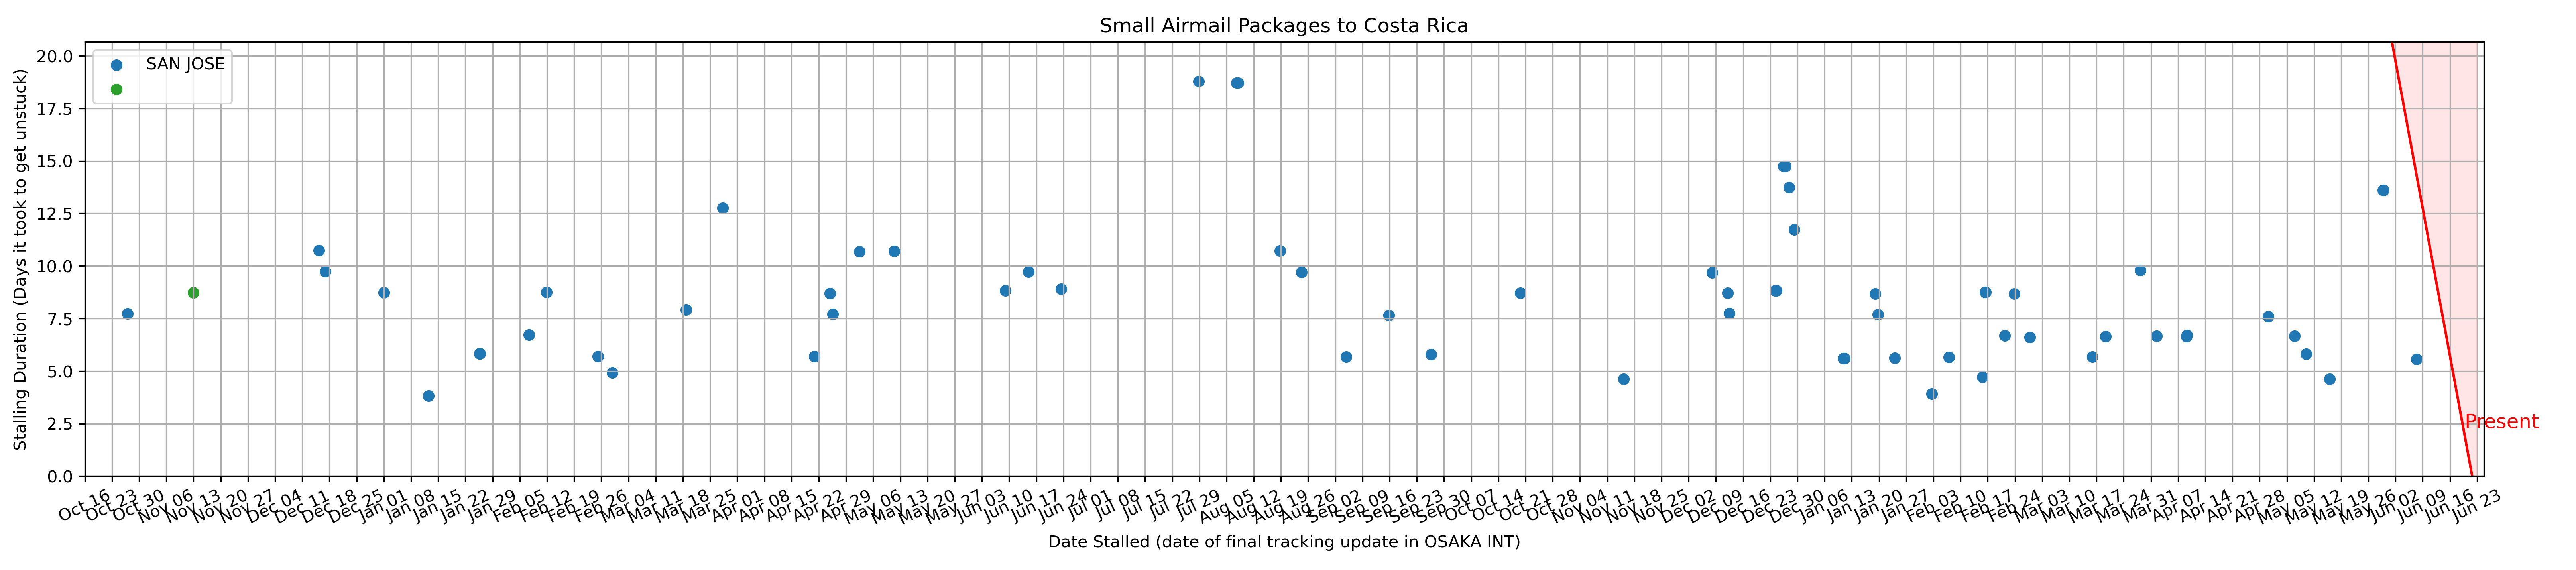 Small Airmail Packages to Costa Rica
SAN JOSE
Stalling Duration (Days it took to get unstuck)
20.0
17.5
15.0
12.5
10.0
7.5
5.0
2.5
0.0
Present
Oct 16 Oct 23 Oct 30 Nov 06 Nov 13 Nov 20 Nov 27 Dec 04 Dec 11 Dec 18 Dec 25 Jan 01 Jan 08 Jan 15 Jan 22 Jan 29 Feb 05 Feb 12 Feb 19 Feb 26 Mar 04 Mar 11 Mar 18 Mar 25 Apr 01 Apr 08 Apr 15 Apr 22 Apr 29 May 06 May 13 May 20 May 27 Jun 03 Jun 10 Jun 17 Jun 24 Jul 01 Jul 08 Jul 15 Jul 22 Jul 29 Aug 05 Aug 12 Aug 19 Aug 26 Sep 02 Sep 09 Sep 16 Sep 23 Sep 30 Oct 07 Oct 14 Oct 21 Oct 28 Nov 04 Nov 11 Nov 18 Nov 25 Dec 02 Dec 09 Dec 16 Dec 23 Dec 30 Jan 06 Jan 13 Jan 20 Jan 27 Feb 03 Feb 10 Feb 17 Feb 24 Mar 03 Mar 10 Mar 17 Mar 24 Mar 31 Apr 07 Apr 14 Apr 21 Apr 28 May 05 May 12 May 19 May 26 Jun 02 Jun 09 Jun 16 Jun 23
Date Stalled (date of final tracking update in OSAKA INT)